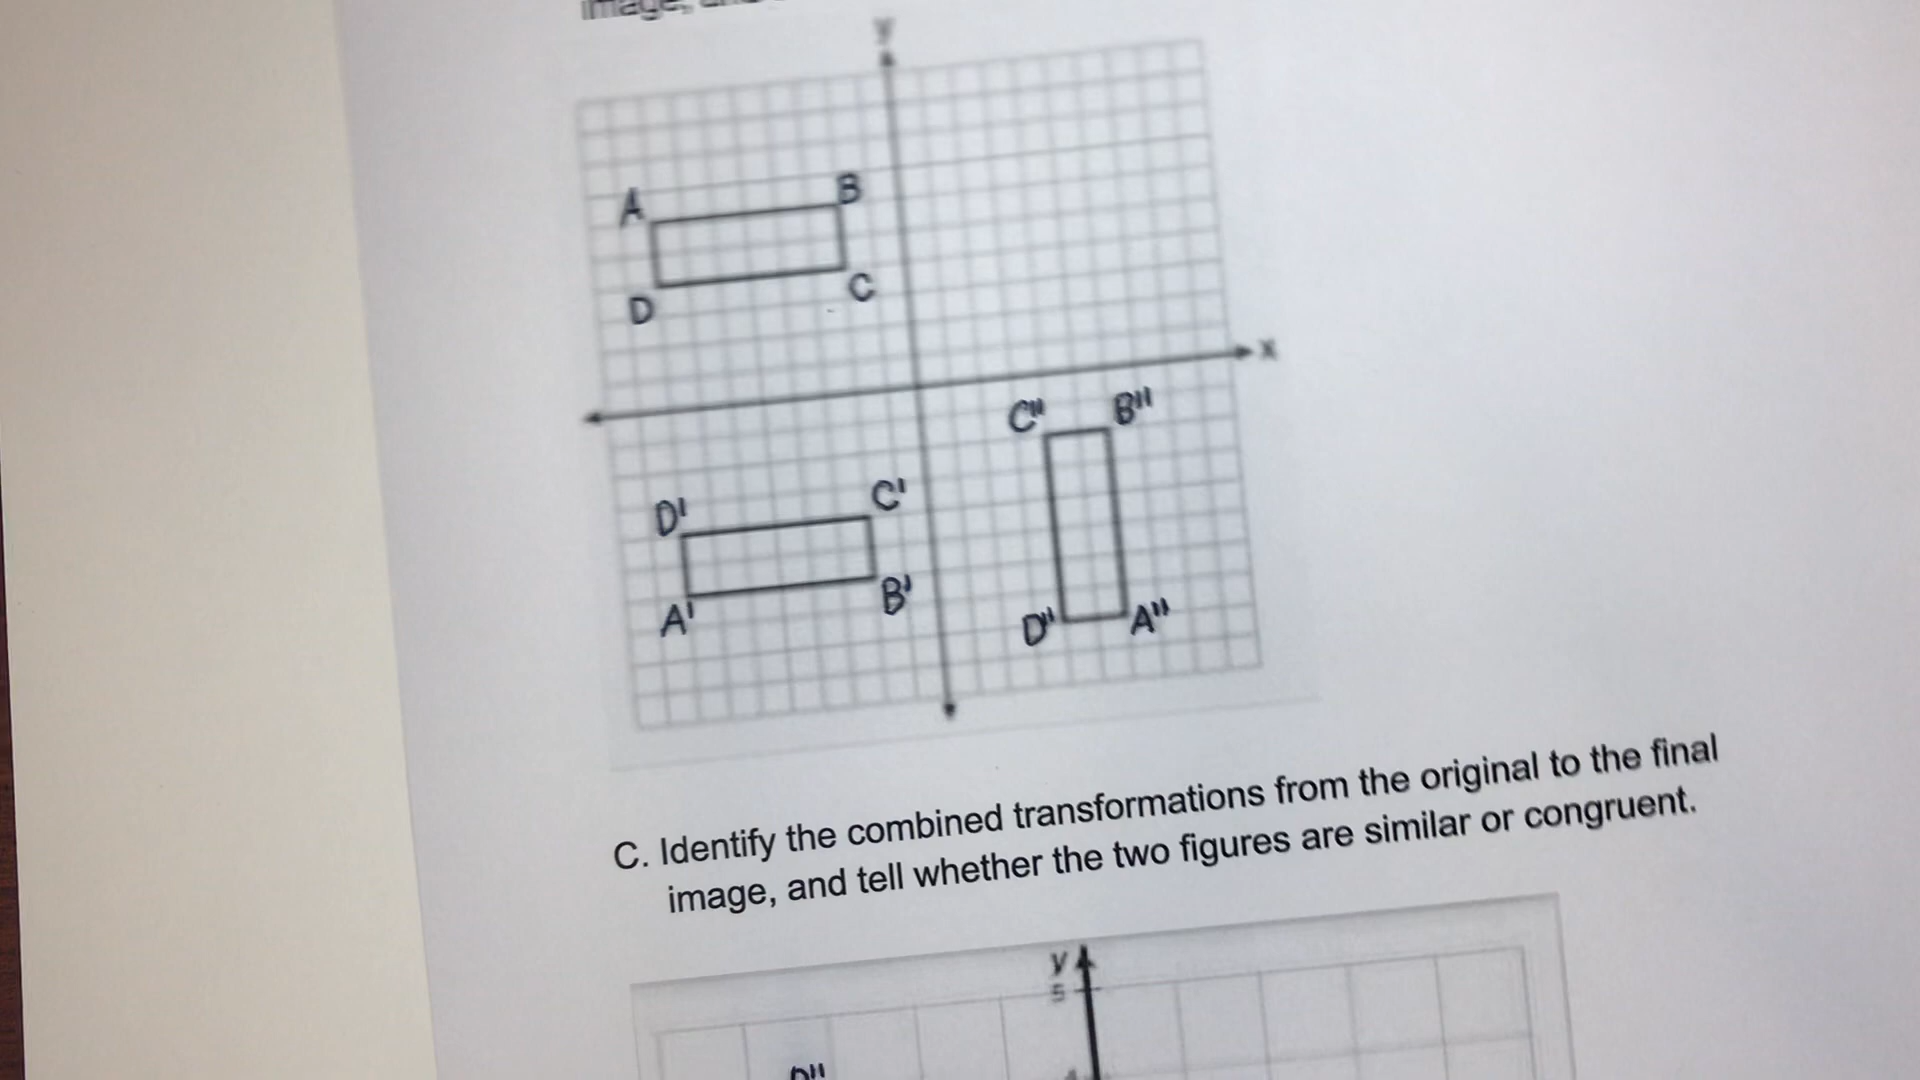 image,
y
A B
D C
x
C" B"
D' C'
A' B'
D" A"
C. Identify the combined transformations from the original to the final
image, and tell whether the two figures are similar or congruent.
y
5